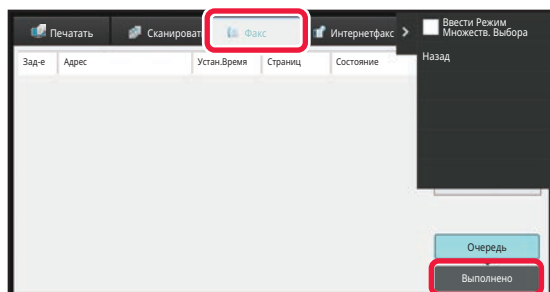 Печатать
Сканироват
Факс
Интернетфакс
Ввести Режим
Множеств. Выбора
Назад
Зад-е Адрес Устан.Время Страниц Состояние
Очередь
Выполнено